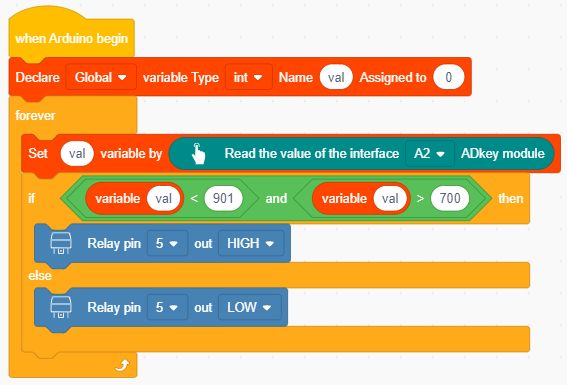 when Arduino begin
Declare Global variable Type int Name val Assigned to 0
forever
Set val variable by Read the value of the interface A2 ADkey module
if variable val < 901 and variable val > 700 then
Relay pin 5 out HIGH
else
Relay pin 5 out LOW